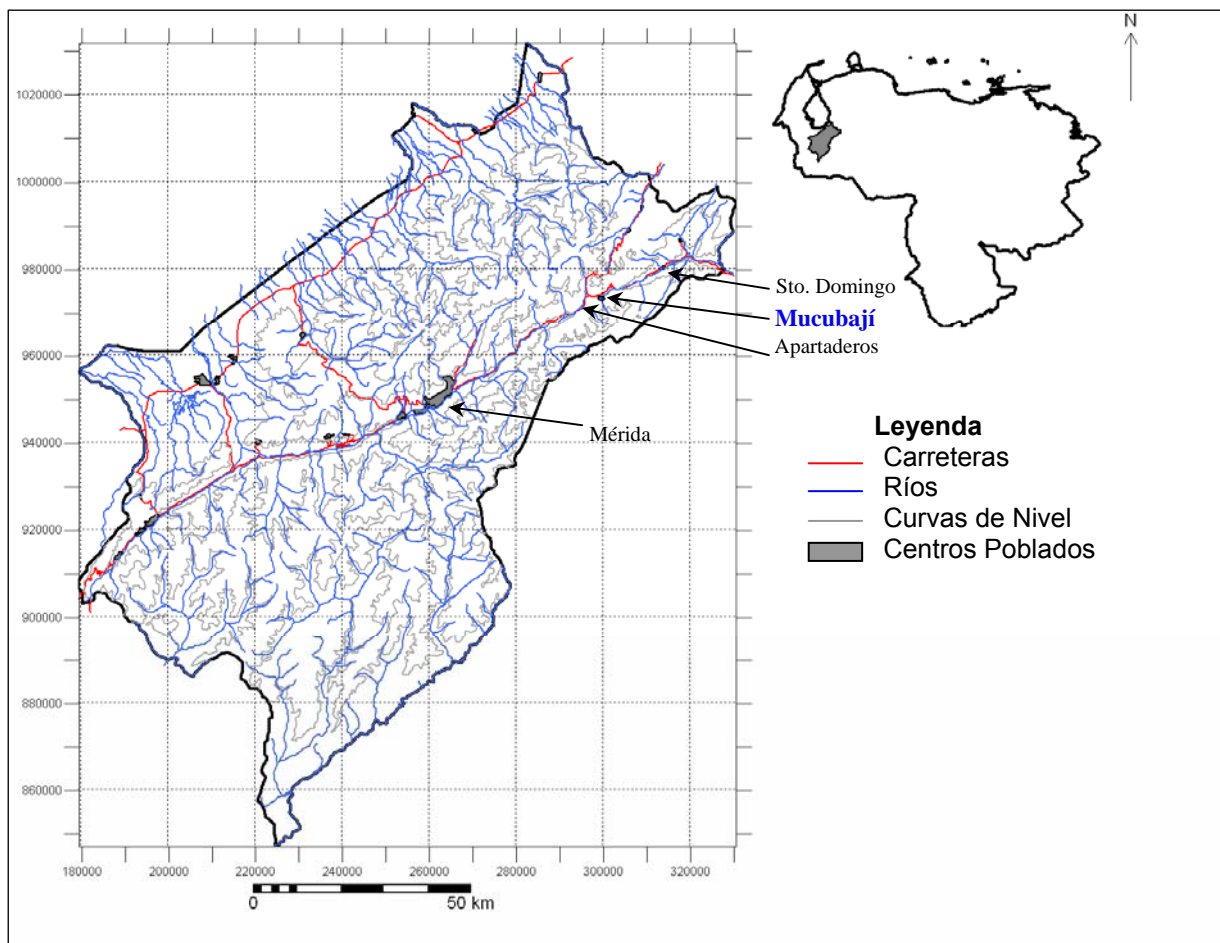 N
1020000
1000000
980000
960000
940000
920000
900000
880000
860000
Sto. Domingo
Mucubají
Apartaderos
Mérida
Leyenda
Carreteras
Ríos
Curvas de Nivel
Centros Poblados
180000 200000 220000 240000 260000 280000 300000 320000
0 50 km